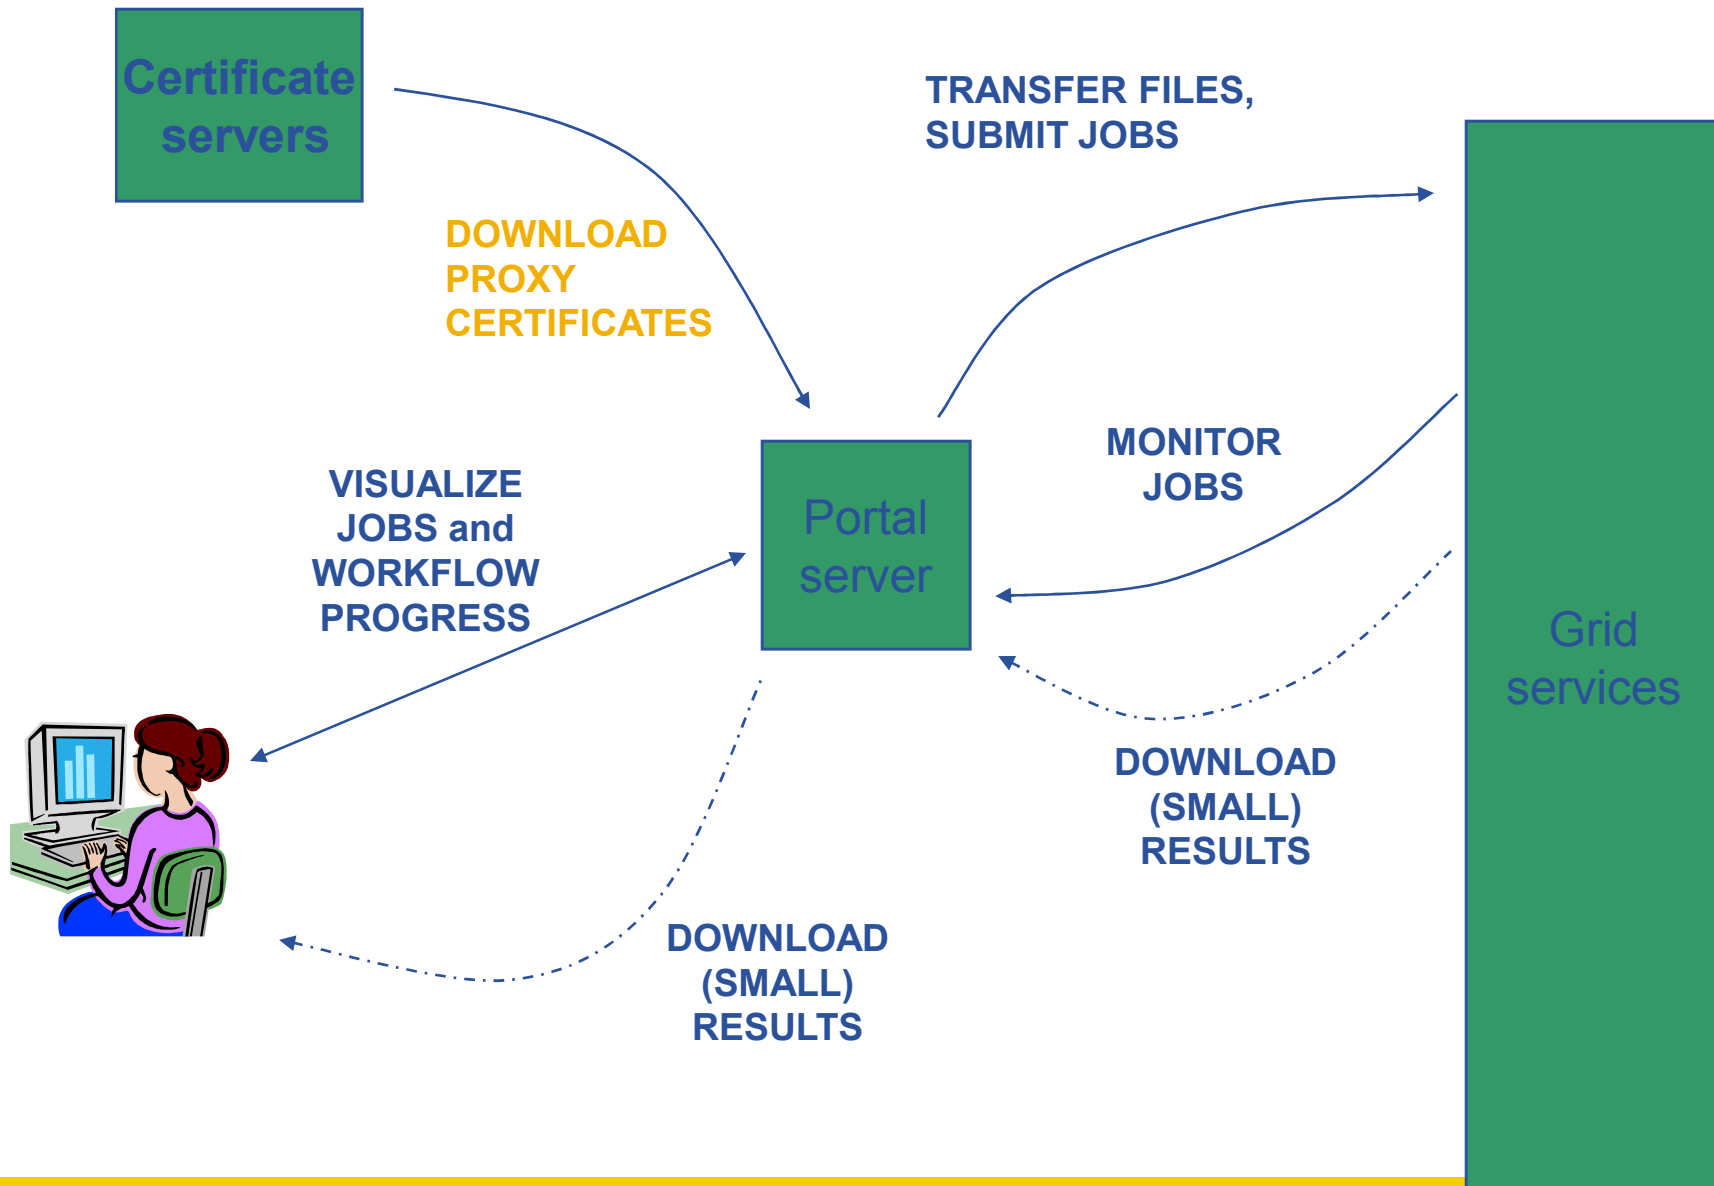 Certificate
servers
TRANSFER FILES,
SUBMIT JOBS
DOWNLOAD
PROXY
CERTIFICATES
VISUALIZE
JOBS and
WORKFLOW
PROGRESS
Portal
server
MONITOR
JOBS
Grid
services
DOWNLOAD
(SMALL)
RESULTS
DOWNLOAD
(SMALL)
RESULTS